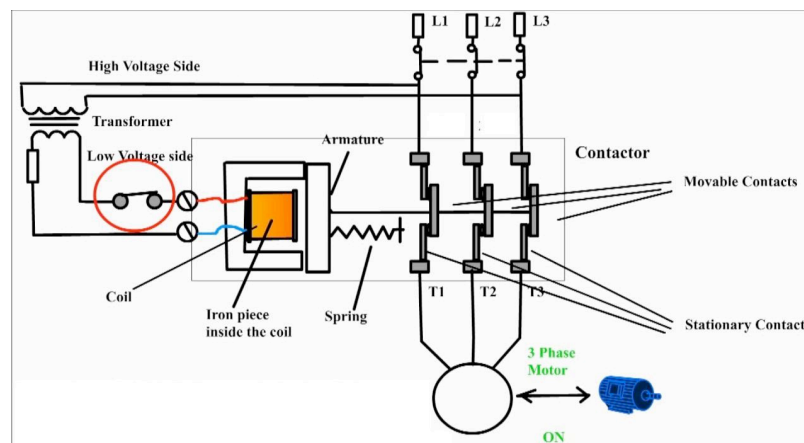 L1
L2
L3
High Voltage Side
Transformer
Armature
Low Voltage side
Contactor
Movable Contacts
Coil
Iron piece
inside the coil
Spring
T1
T2
T3
Stationary Contact
3 Phase
Motor
ON